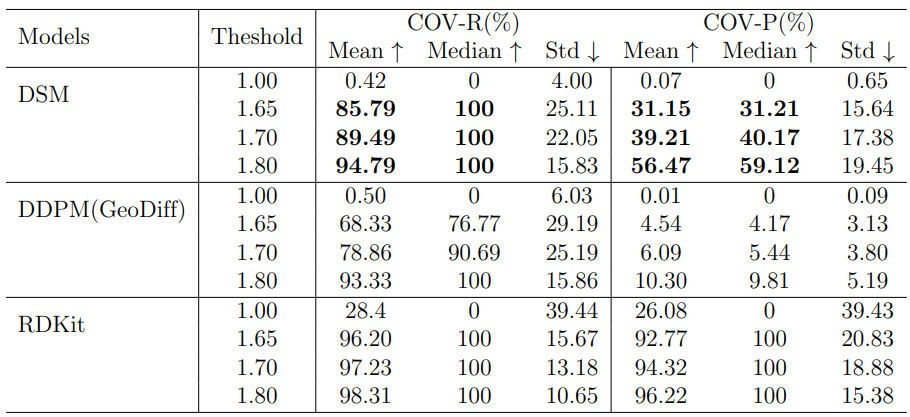 COV-R(%) COV-P(%)
Models Theshold
Mean ↑ Median ↑ Std ↓ Mean ↑ Median ↑ Std ↓
DSM 1.00 0.42 0 4.00 0.07 0 0.65
1.65 85.79 100 25.11 31.15 31.21 15.64
1.70 89.49 100 22.05 39.21 40.17 17.38
1.80 94.79 100 15.83 56.47 59.12 19.45
DDPM(GeoDiff) 1.00 0.50 0 6.03 0.01 0 0.09
1.65 68.33 76.77 29.19 4.54 4.17 3.13
1.70 78.86 90.69 25.19 6.09 5.44 3.80
1.80 93.33 100 15.86 10.30 9.81 5.19
RDKit 1.00 28.4 0 39.44 26.08 0 39.43
1.65 96.20 100 15.67 92.77 100 20.83
1.70 97.23 100 13.18 94.32 100 18.88
1.80 98.31 100 10.65 96.22 100 15.38